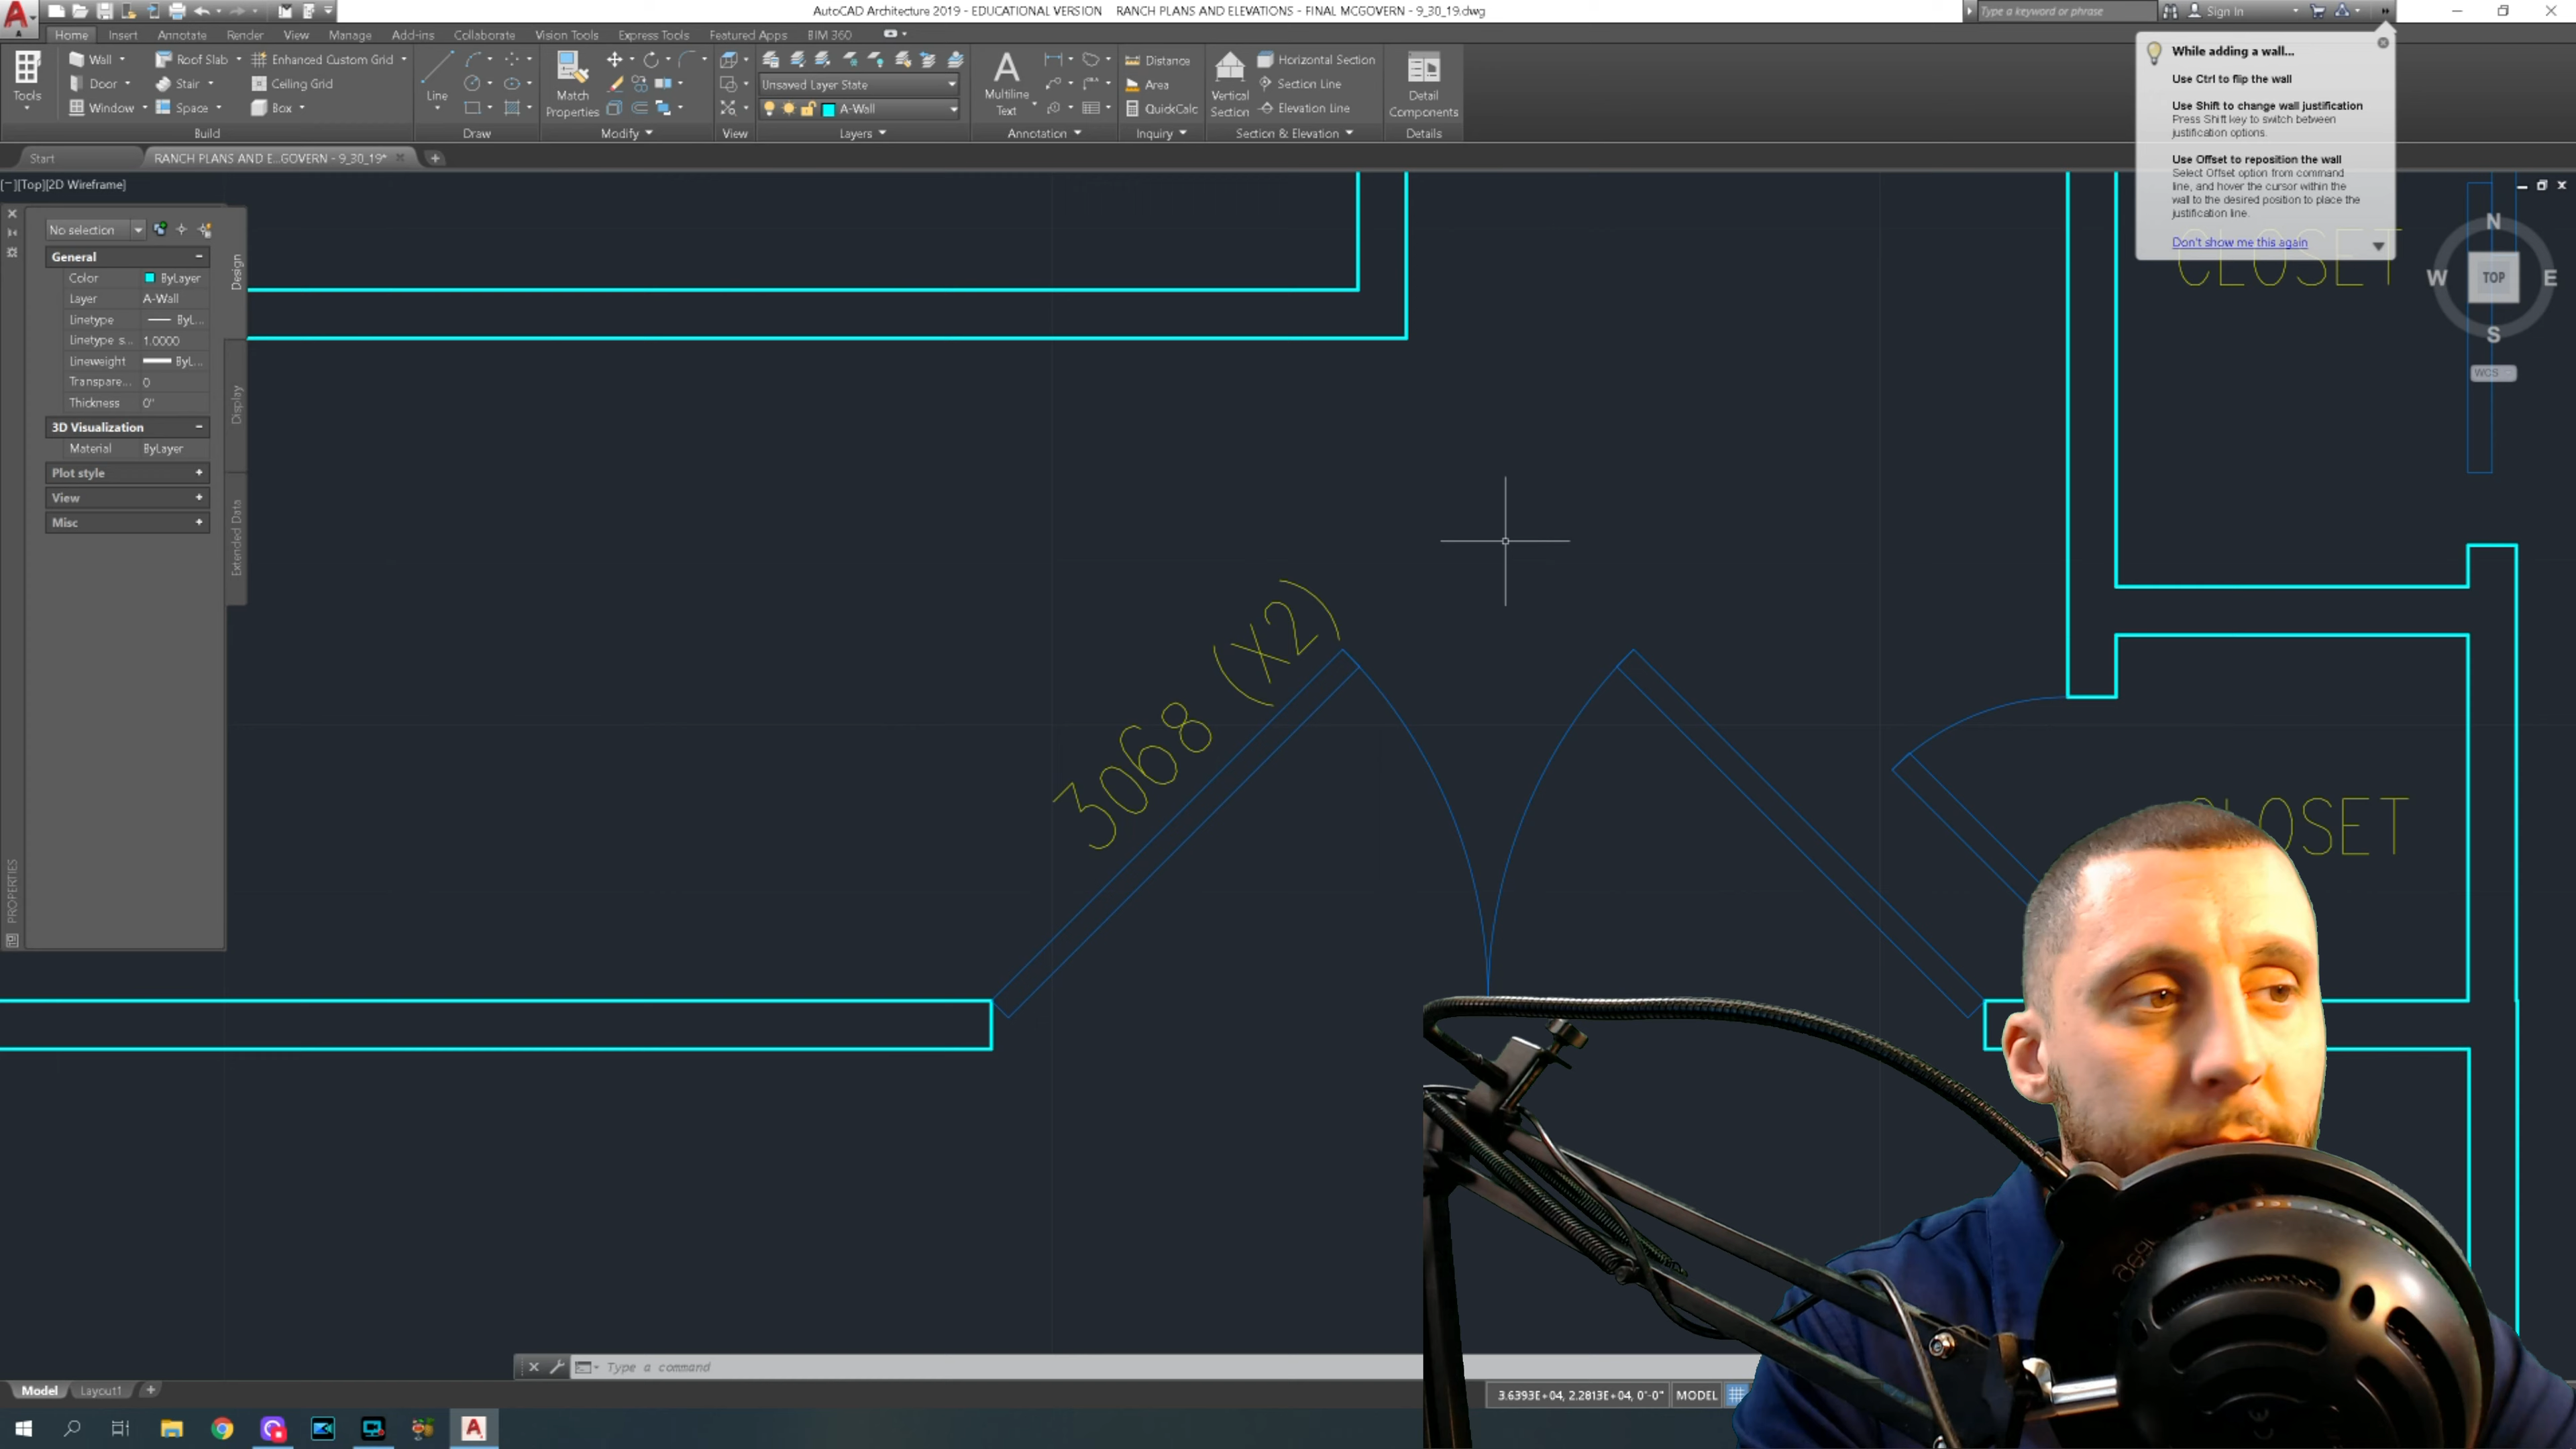 AutoCAD Architecture 2019 - EDUCATIONAL VERSION RANCH PLANS AND ELEVATIONS - FINAL MCGOVERN - 9_30_19.dwg
Type a keyword or phrase
Sign In
Home Insert Annotate Render View Manage Add-ins Collaborate Vision Tools Express Tools Featured Apps BIM 360
Tools
Wall Roof Slab Enhanced Custom Grid
Door Stair Ceiling Grid
Window Space Box
Build
Line
Draw
Match Properties
Modify
View
Unsaved Layer State
A-Wall
Layers
Multiline Text
Annotation
Distance
Area
QuickCalc
Inquiry
Vertical Section
Horizontal Section
Section Line
Elevation Line
Section & Elevation
Detail Components
Details
While adding a wall...
Use Ctrl to flip the wall
Use Shift to change wall justification
Press Shift key to switch between
justification options.
Use Offset to reposition the wall
Select Offset option from command
line, and hover the cursor within the
wall to the desired position to place the
justification line.
Don't show me this again
Start
RANCH PLANS AND E...GOVERN - 9_30_19*
[−][Top][2D Wireframe]
No selection
General
Color ByLayer
Layer A-Wall
Linetype ByL...
Linetype s... 1.0000
Lineweight ByL...
Transpare... 0
Thickness 0"
3D Visualization
Material ByLayer
Plot style
View
Misc
Design
Display
Extended Data
PROPERTIES
CLOSET
N
W TOP E
S
WCS
3068 (X2)
CLOSET
Type a command
Model Layout1
3.6393E+04, 2.2813E+04, 0'-0" MODEL